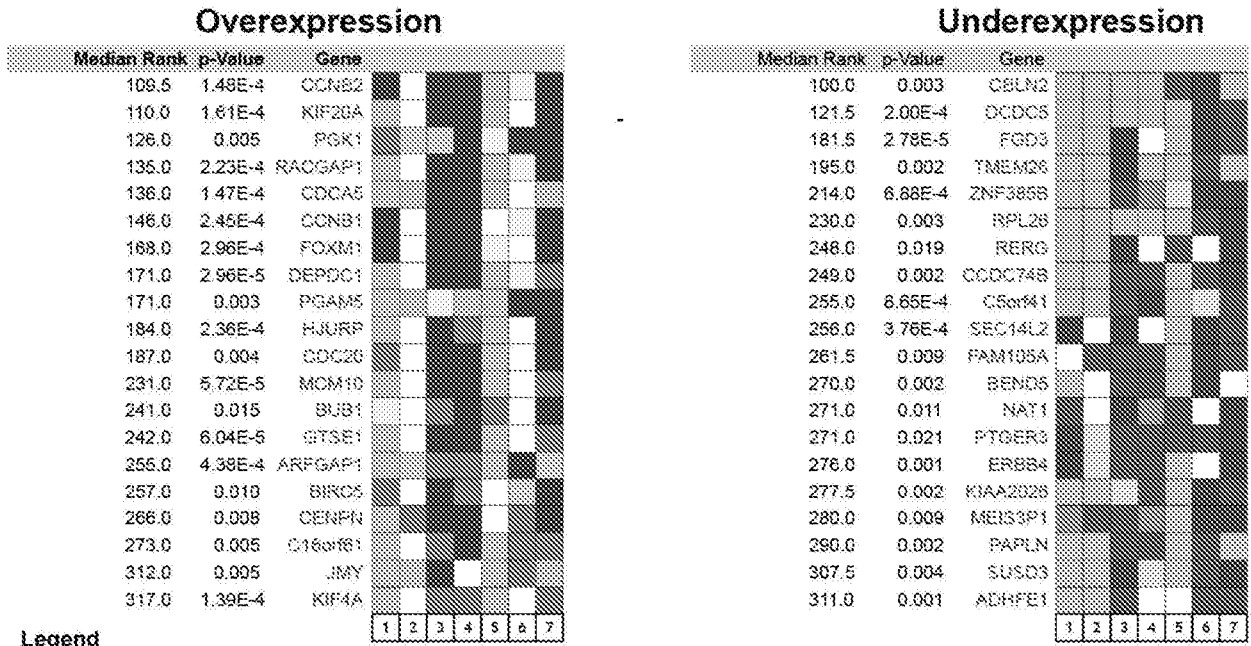 Overexpression
Median Rank p-Value Gene
109.5 1.48E-4 CCNB2
110.0 1.61E-4 KIF20A
126.0 0.005 PGK1
135.0 2.23E-4 RACGAP1
136.0 1.47E-4 CDCA5
146.0 2.45E-4 CCNB1
168.0 2.96E-4 FOXM1
171.0 2.96E-5 DEPDC1
171.0 0.003 PGAM5
184.0 2.36E-4 HJURP
187.0 0.004 CDC20
231.0 5.72E-5 MCM10
241.0 0.015 BUB1
242.0 6.04E-5 GTSE1
255.0 4.38E-4 ARFGAP1
257.0 0.010 BIRC5
266.0 0.008 CENPN
273.0 0.005 C16orf61
312.0 0.005 JMY
317.0 1.39E-4 KIF4A
1 2 3 4 5 6 7
Legend
Underexpression
Median Rank p-Value Gene
100.0 0.003 CBLN2
121.5 2.00E-4 DCDC5
181.5 2.78E-5 FGD3
195.0 0.002 TMEM26
214.0 6.88E-4 ZNF385B
230.0 0.003 RPL26
246.0 0.019 RERG
249.0 0.002 CCDC74B
255.0 8.65E-4 C5orf41
256.0 3.76E-4 SEC14L2
261.5 0.009 FAM105A
270.0 0.002 BEND5
271.0 0.011 NAT1
271.0 0.021 PTGER3
276.0 0.001 ERBB4
277.5 0.002 KIAA2026
280.0 0.009 MEIS3P1
290.0 0.002 PAPLN
307.5 0.004 SUSD3
311.0 0.001 ADHFE1
1 2 3 4 5 6 7